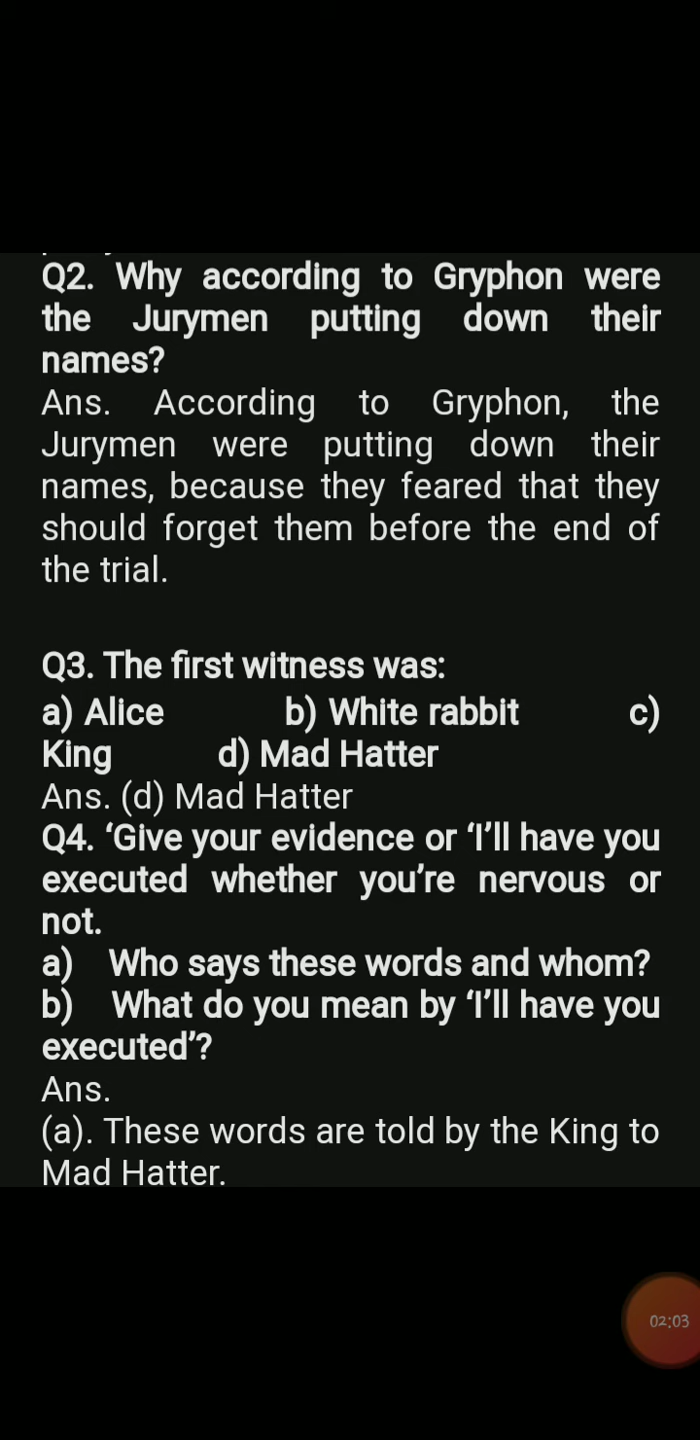 Q2. Why according to Gryphon were
the Jurymen putting down their
names?
Ans. According to Gryphon, the
Jurymen were putting down their
names, because they feared that they
should forget them before the end of
the trial.
Q3. The first witness was:
a) Alice b) White rabbit c)
King d) Mad Hatter
Ans. (d) Mad Hatter
Q4. ‘Give your evidence or ‘I’ll have you
executed whether you’re nervous or
not.
a) Who says these words and whom?
b) What do you mean by ‘I’ll have you
executed’?
Ans.
(a). These words are told by the King to
Mad Hatter.
02:03